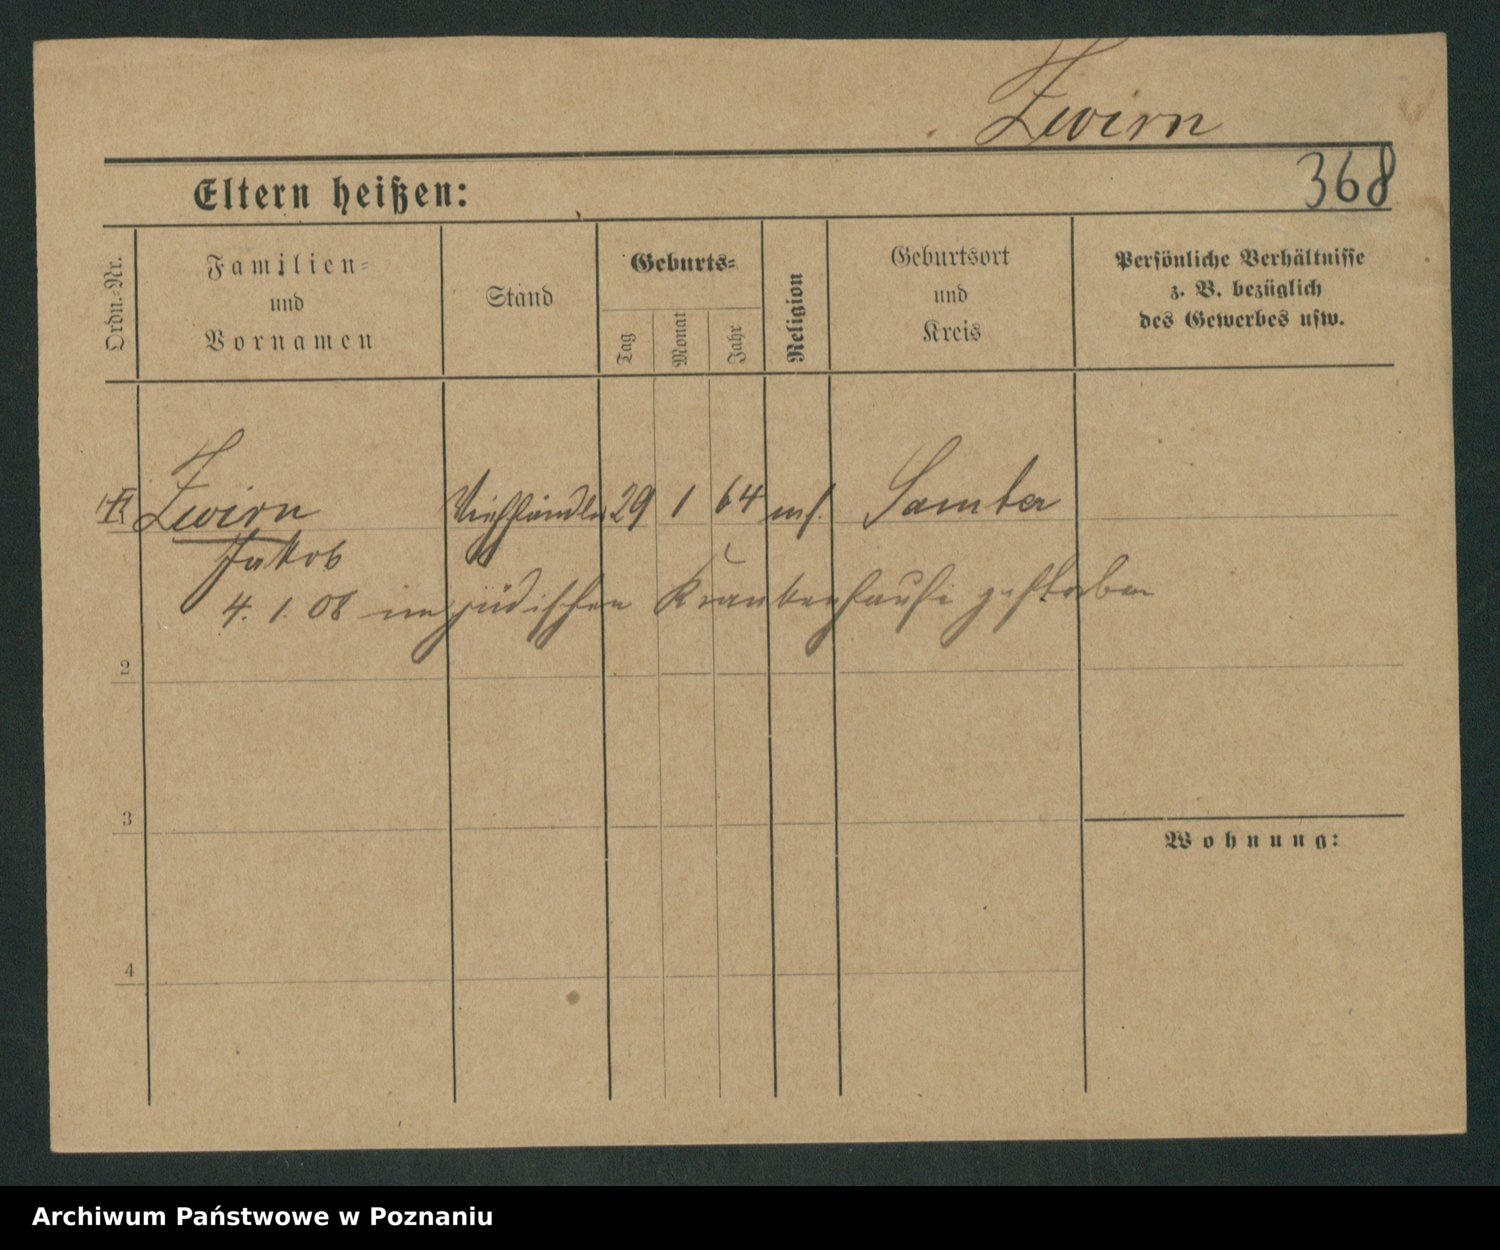 Zwirn
368
Eltern heißen:
Ordn.-Nr.
Familien-
und
Vornamen
Stand
Geburts-
Tag
Monat
Jahr
Religion
Geburtsort
und
Kreis
Persönliche Verhältnisse
z. B. bezüglich
des Gewerbes usw.
Zwirn Viehhändler 29 1 64 Samter
Jakob
4. 1. 08 im jüdischen Krankenhause gestorben
2
3
Wohnung:
4
Archiwum Państwowe w Poznaniu